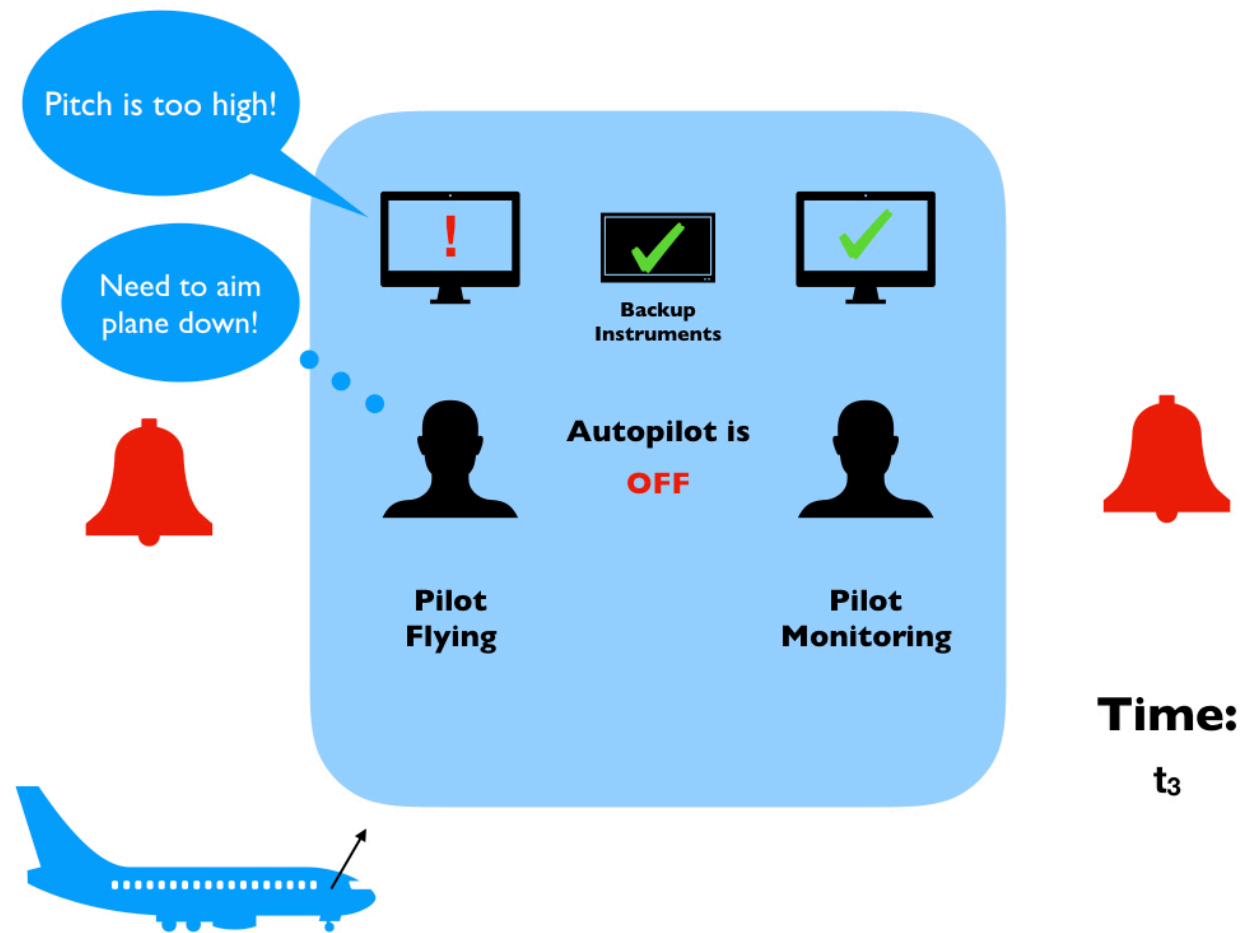 Pitch is too high!
Need to aim
plane down!
!
Backup
Instruments
Autopilot is
OFF
Pilot
Flying
Pilot
Monitoring
Time:
t₃